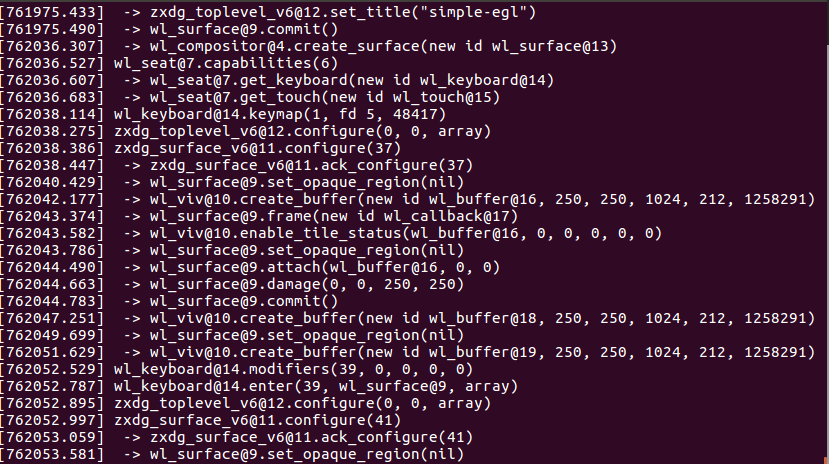 [761975.433]  -> zxdg_toplevel_v6@12.set_title("simple-egl")
[761975.490]  -> wl_surface@9.commit()
[762036.307]  -> wl_compositor@4.create_surface(new id wl_surface@13)
[762036.527] wl_seat@7.capabilities(6)
[762036.607]  -> wl_seat@7.get_keyboard(new id wl_keyboard@14)
[762036.683]  -> wl_seat@7.get_touch(new id wl_touch@15)
[762038.114] wl_keyboard@14.keymap(1, fd 5, 48417)
[762038.275] zxdg_toplevel_v6@12.configure(0, 0, array)
[762038.386] zxdg_surface_v6@11.configure(37)
[762038.447]  -> zxdg_surface_v6@11.ack_configure(37)
[762040.429]  -> wl_surface@9.set_opaque_region(nil)
[762042.177]  -> wl_viv@10.create_buffer(new id wl_buffer@16, 250, 250, 1024, 212, 1258291)
[762043.374]  -> wl_surface@9.frame(new id wl_callback@17)
[762043.582]  -> wl_viv@10.enable_tile_status(wl_buffer@16, 0, 0, 0, 0, 0)
[762043.786]  -> wl_surface@9.set_opaque_region(nil)
[762044.490]  -> wl_surface@9.attach(wl_buffer@16, 0, 0)
[762044.663]  -> wl_surface@9.damage(0, 0, 250, 250)
[762044.783]  -> wl_surface@9.commit()
[762047.251]  -> wl_viv@10.create_buffer(new id wl_buffer@18, 250, 250, 1024, 212, 1258291)
[762049.699]  -> wl_surface@9.set_opaque_region(nil)
[762051.629]  -> wl_viv@10.create_buffer(new id wl_buffer@19, 250, 250, 1024, 212, 1258291)
[762052.529] wl_keyboard@14.modifiers(39, 0, 0, 0, 0)
[762052.787] wl_keyboard@14.enter(39, wl_surface@9, array)
[762052.895] zxdg_toplevel_v6@12.configure(0, 0, array)
[762052.997] zxdg_surface_v6@11.configure(41)
[762053.059]  -> zxdg_surface_v6@11.ack_configure(41)
[762053.581]  -> wl_surface@9.set_opaque_region(nil)